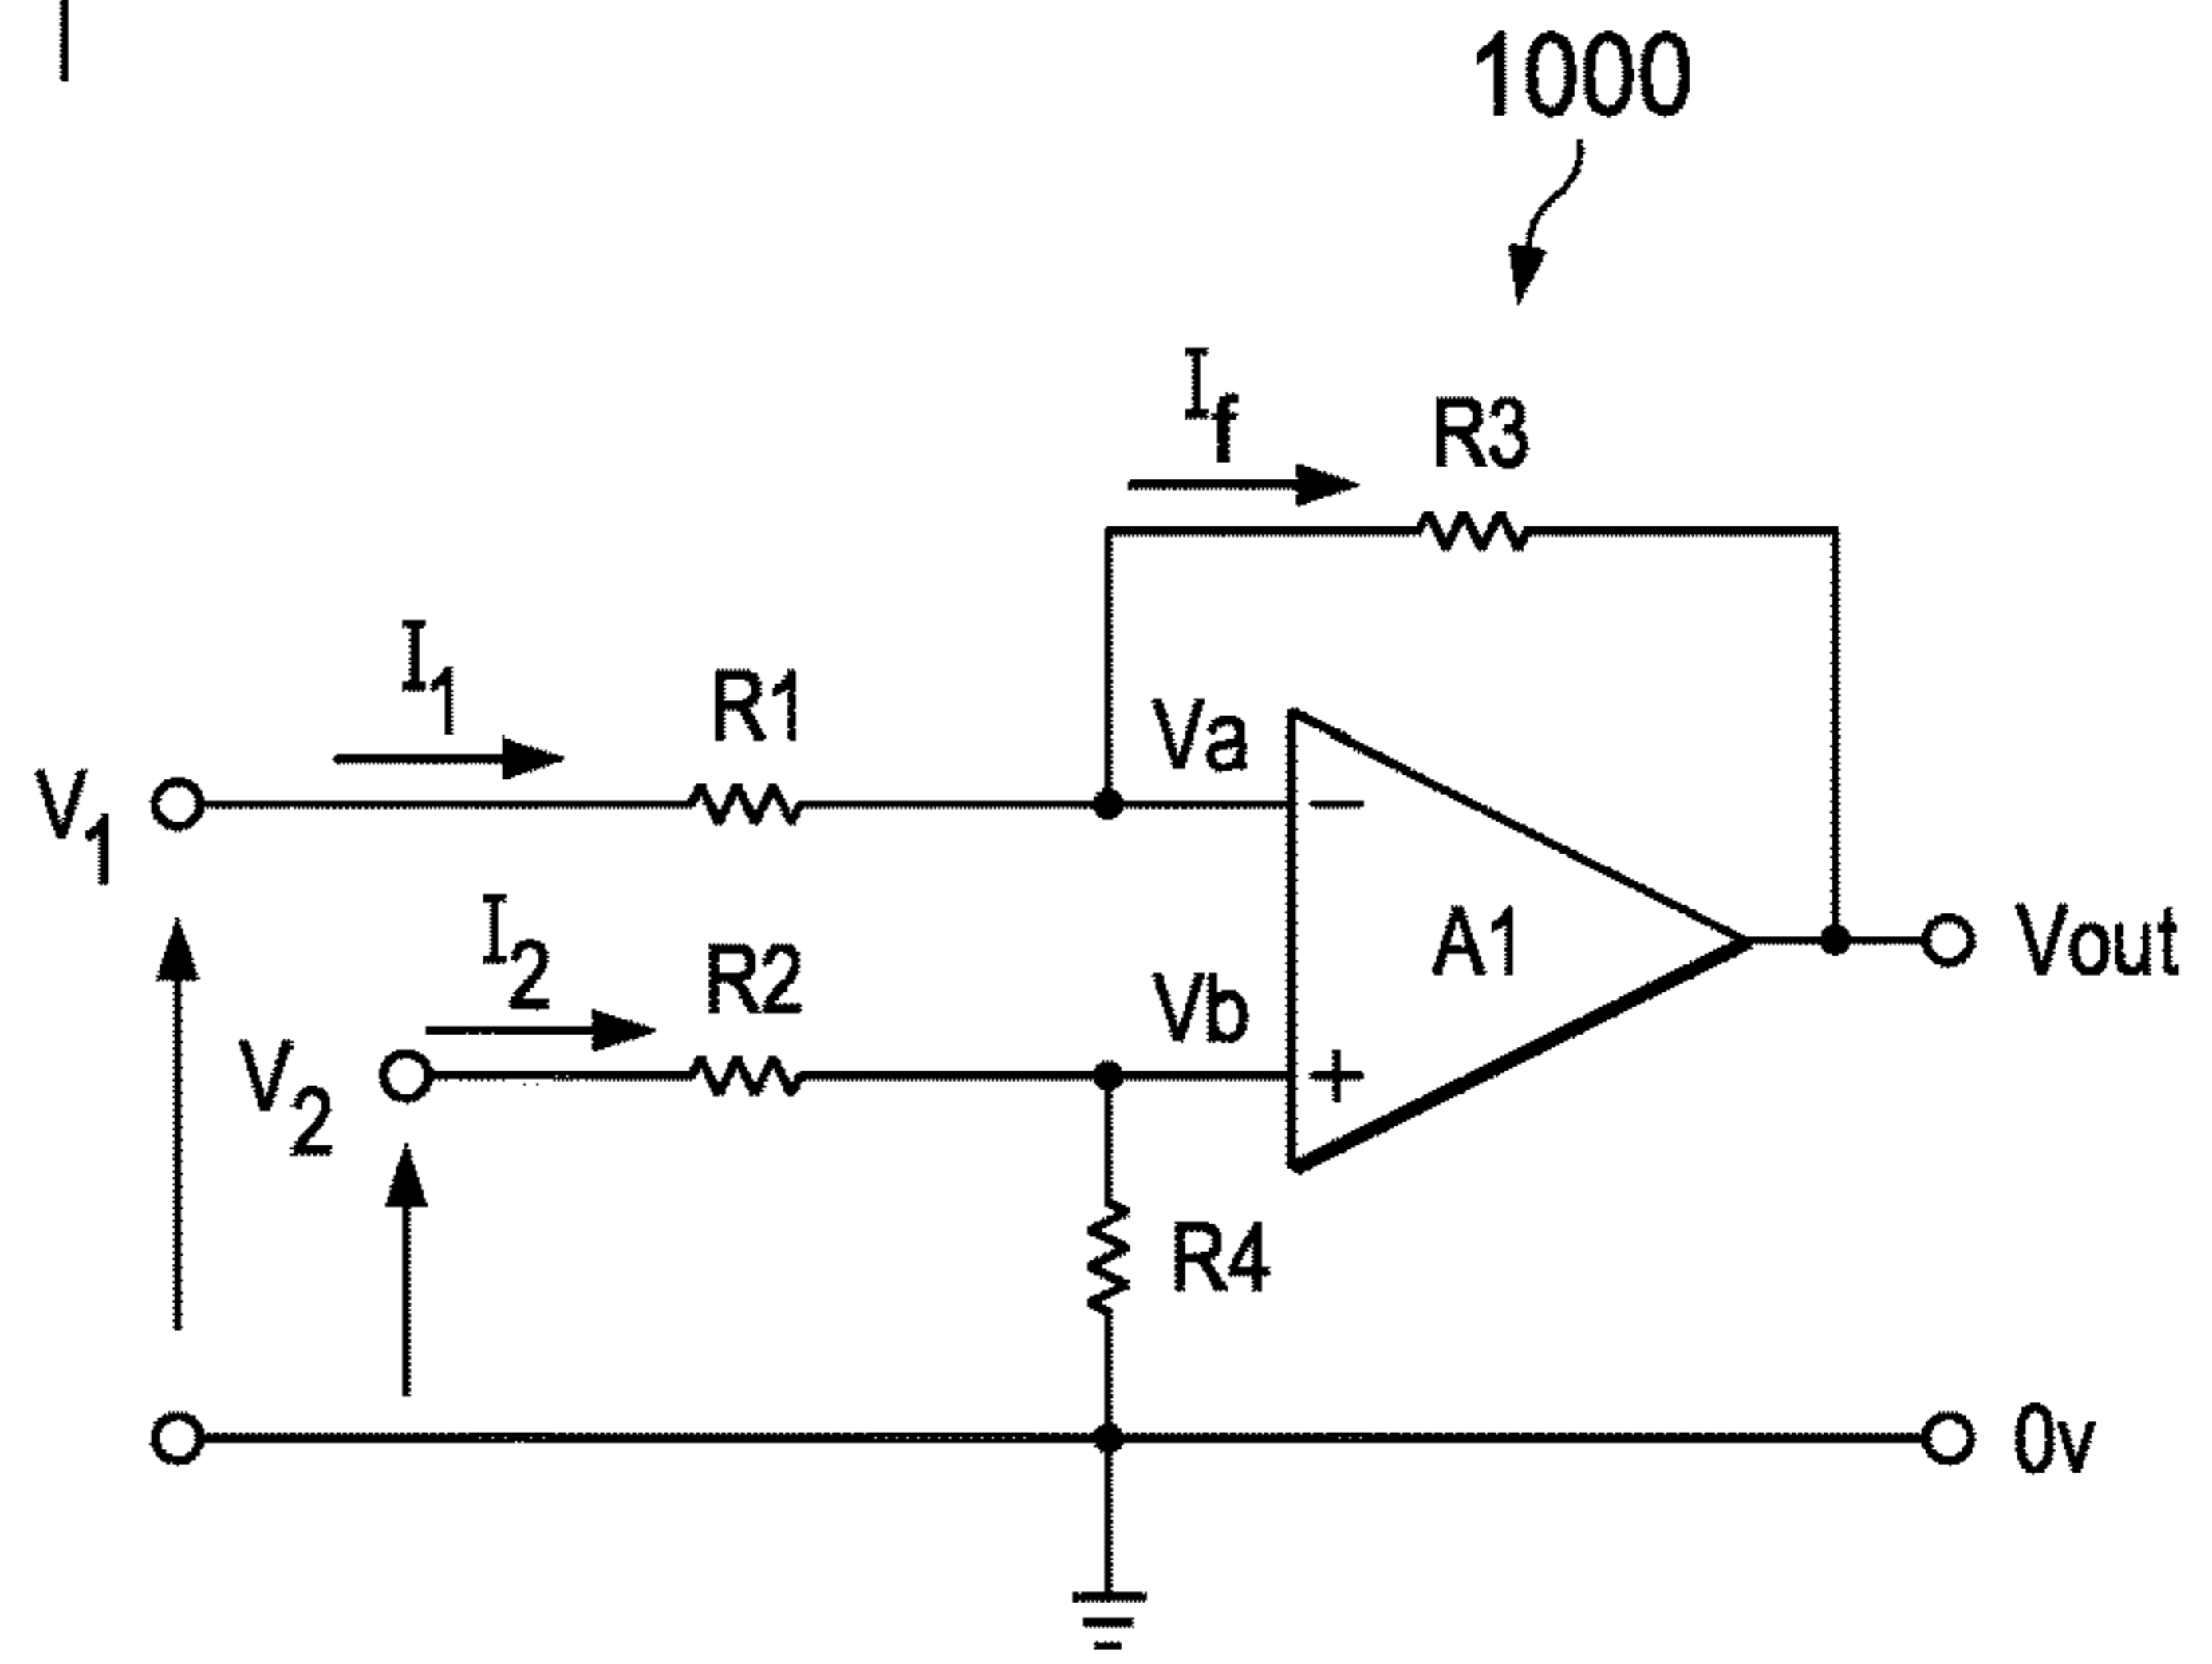 1000
If
R3
I1
R1
Va
V1
−
I2
R2
A1
Vout
Vb
V2
+
R4
0v